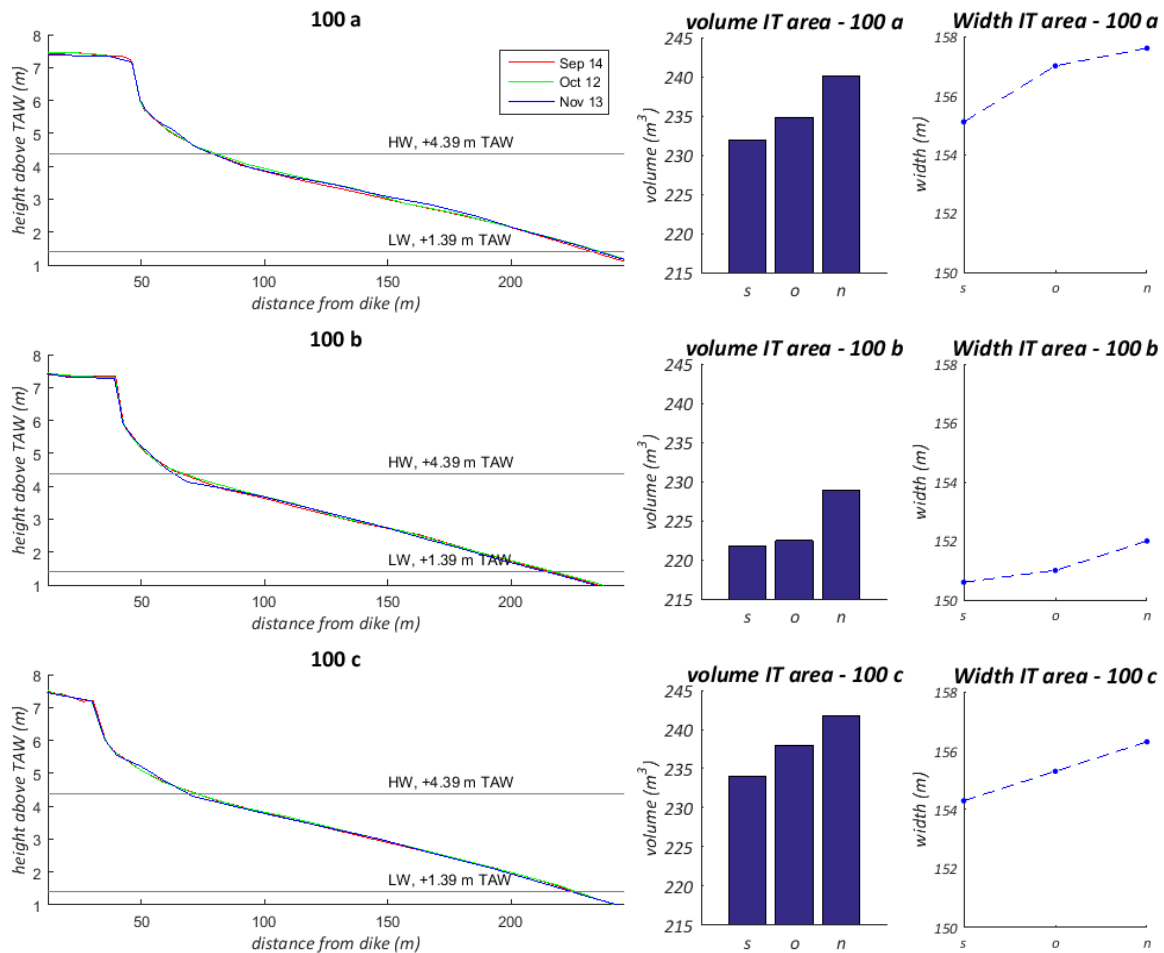 100 a
8
7
6
5
4
3
2
1
height above TAW (m)
Sep 14
Oct 12
Nov 13
HW, +4.39 m TAW
LW, +1.39 m TAW
50
100
150
200
distance from dike (m)
volume IT area - 100 a
245
240
235
230
225
220
215
volume (m³)
s
o
n
Width IT area - 100 a
158
156
154
152
150
width (m)
s
o
n
100 b
8
7
6
5
4
3
2
1
height above TAW (m)
HW, +4.39 m TAW
LW, +1.39 m TAW
50
100
150
200
distance from dike (m)
volume IT area - 100 b
245
240
235
230
225
220
215
volume (m³)
s
o
n
Width IT area - 100 b
158
156
154
152
150
width (m)
s
o
n
100 c
8
7
6
5
4
3
2
1
height above TAW (m)
HW, +4.39 m TAW
LW, +1.39 m TAW
50
100
150
200
distance from dike (m)
volume IT area - 100 c
245
240
235
230
225
220
215
volume (m³)
s
o
n
Width IT area - 100 c
158
156
154
152
150
width (m)
s
o
n